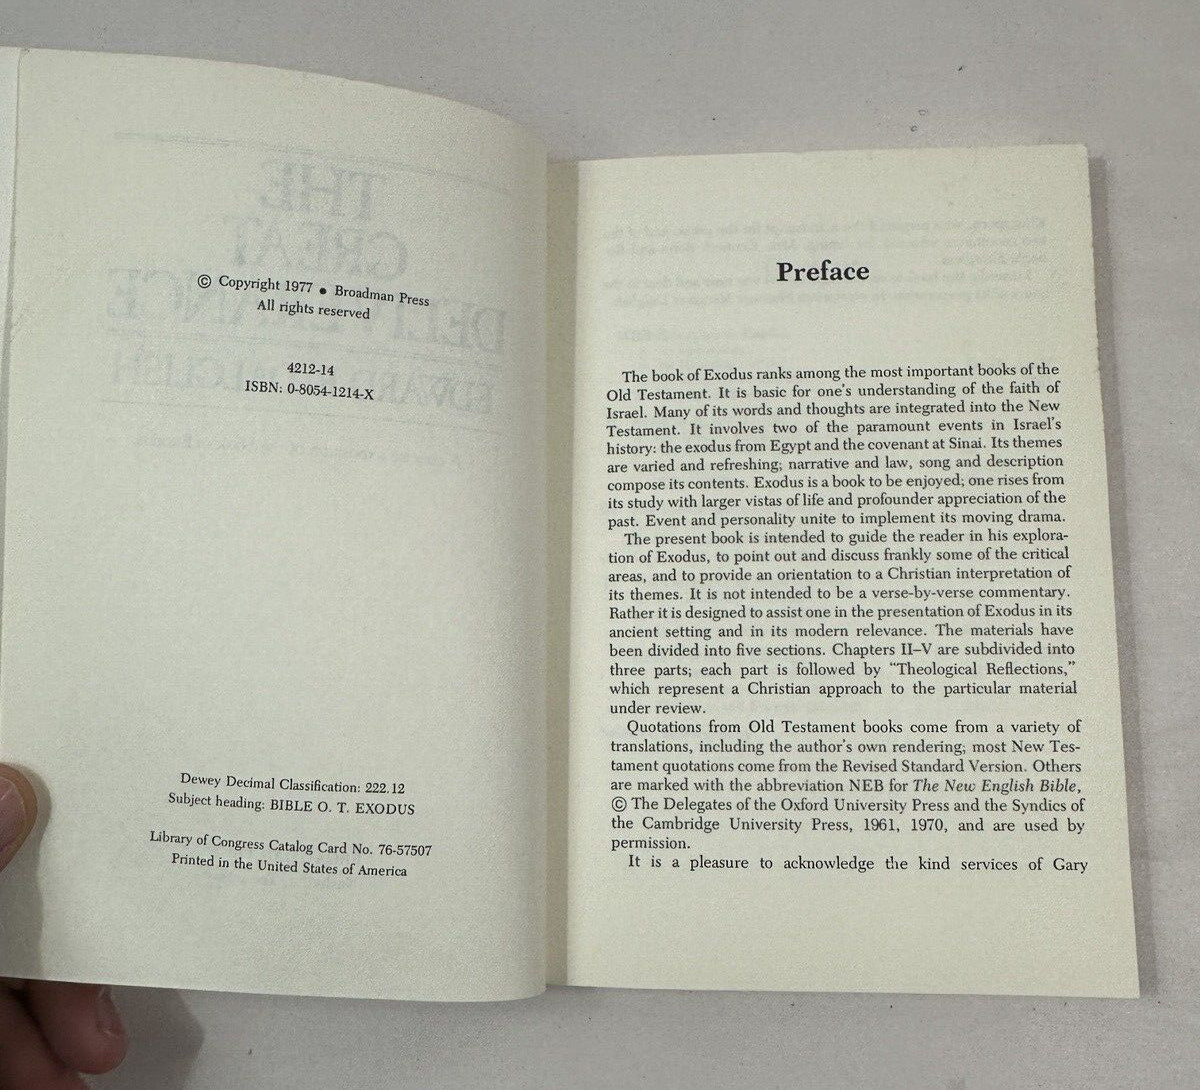 © Copyright 1977 • Broadman Press
All rights reserved
4212-14
ISBN: 0-8054-1214-X
Dewey Decimal Classification: 222.12
Subject heading: BIBLE O. T. EXODUS
Library of Congress Catalog Card No. 76-57507
Printed in the United States of America
Preface
The book of Exodus ranks among the most important books of the
Old Testament. It is basic for one's understanding of the faith of
Israel. Many of its words and thoughts are integrated into the New
Testament. It involves two of the paramount events in Israel's
history: the exodus from Egypt and the covenant at Sinai. Its themes
are varied and refreshing; narrative and law, song and description
compose its contents. Exodus is a book to be enjoyed; one rises from
its study with larger vistas of life and profounder appreciation of the
past. Event and personality unite to implement its moving drama.
The present book is intended to guide the reader in his explora-
tion of Exodus, to point out and discuss frankly some of the critical
areas, and to provide an orientation to a Christian interpretation of
its themes. It is not intended to be a verse-by-verse commentary.
Rather it is designed to assist one in the presentation of Exodus in its
ancient setting and in its modern relevance. The materials have
been divided into five sections. Chapters II–V are subdivided into
three parts; each part is followed by "Theological Reflections,"
which represent a Christian approach to the particular material
under review.
Quotations from Old Testament books come from a variety of
translations, including the author's own rendering; most New Tes-
tament quotations come from the Revised Standard Version. Others
are marked with the abbreviation NEB for The New English Bible,
© The Delegates of the Oxford University Press and the Syndics of
the Cambridge University Press, 1961, 1970, and are used by
permission.
It is a pleasure to acknowledge the kind services of Gary